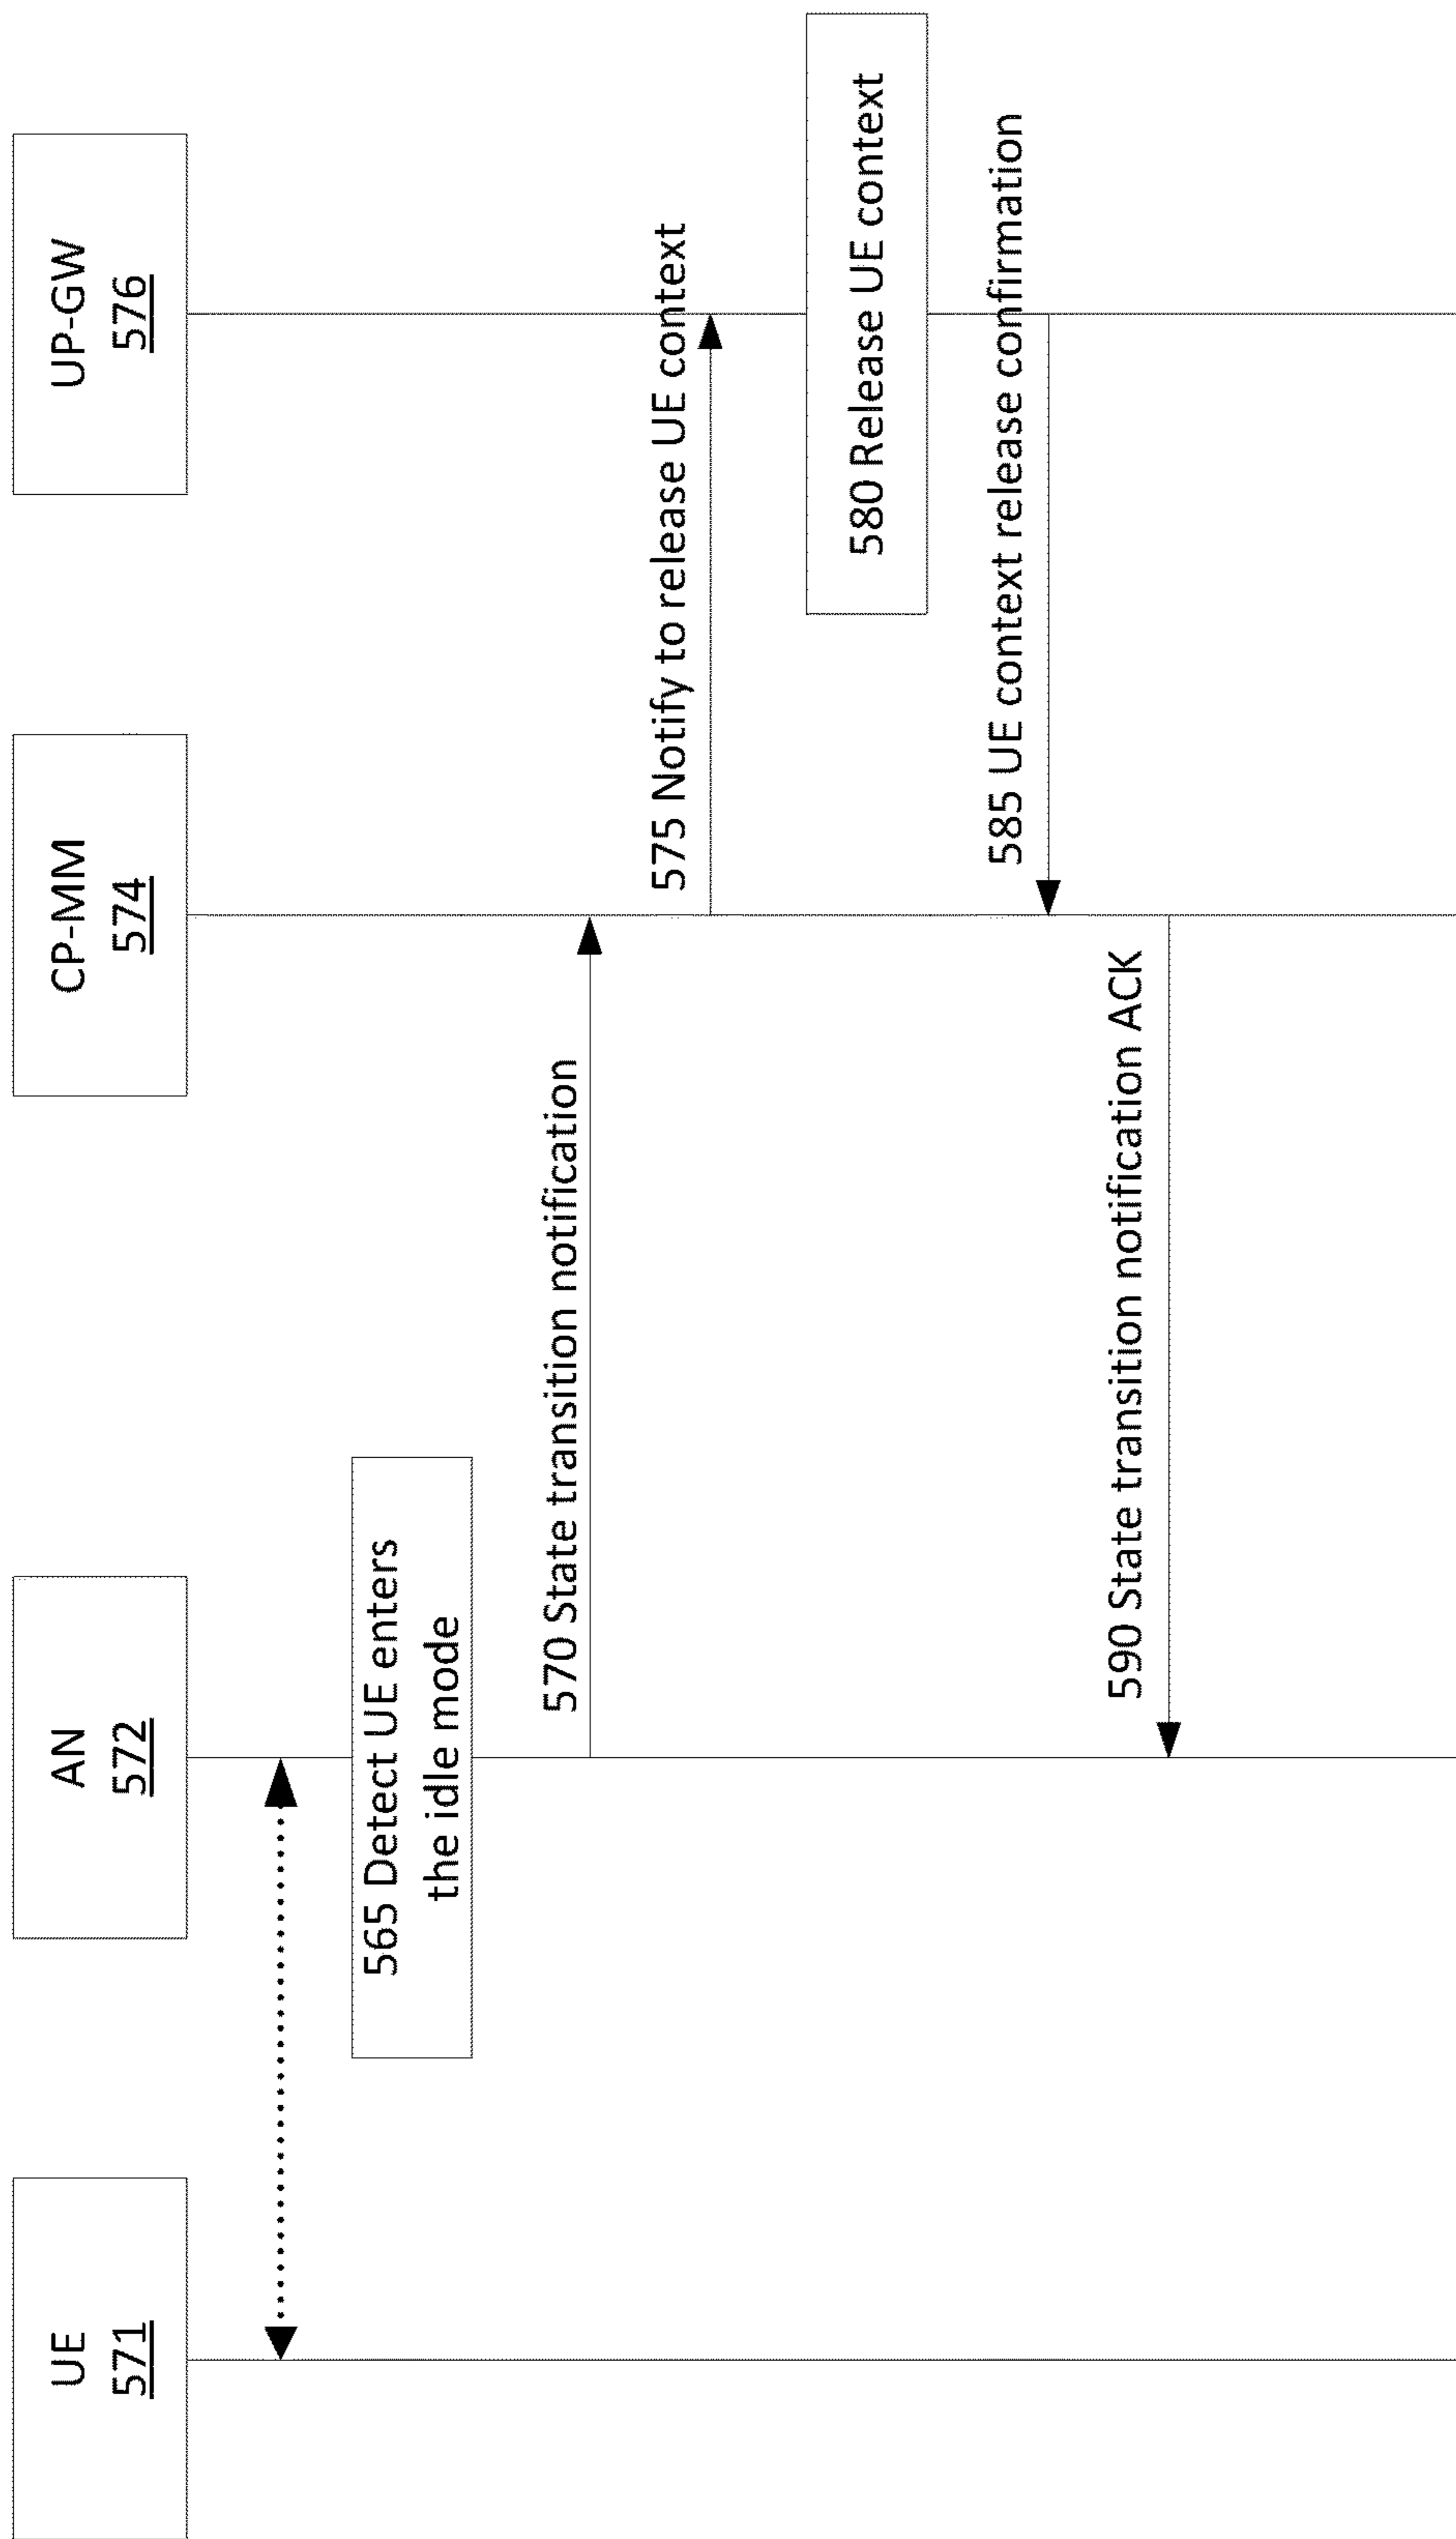 UE
571
AN
572
CP-MM
574
UP-GW
576
565 Detect UE enters
the idle mode
570 State transition notification
575 Notify to release UE context
580 Release UE context
585 UE context release confirmation
590 State transition notification ACK